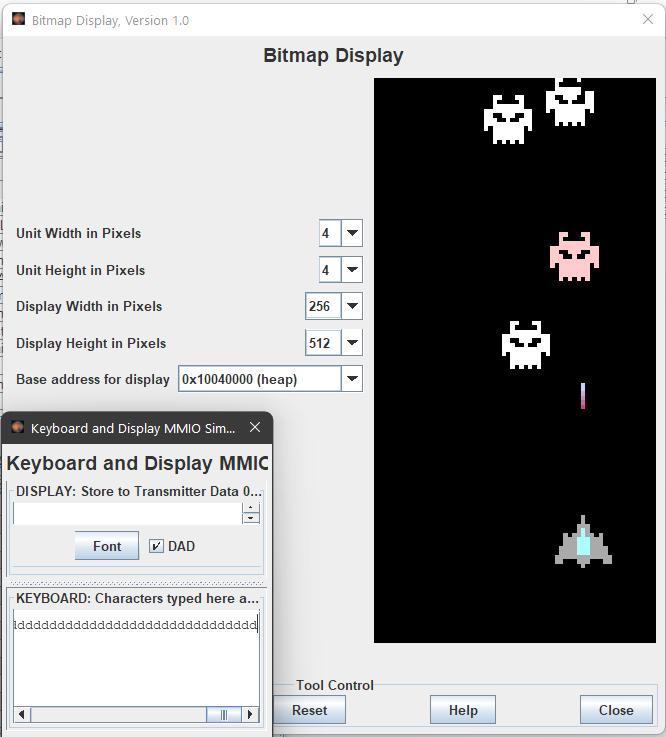 Bitmap Display, Version 1.0
Bitmap Display
Unit Width in Pixels 4
Unit Height in Pixels 4
Display Width in Pixels 256
Display Height in Pixels 512
Base address for display 0x10040000 (heap)
Keyboard and Display MMIO Sim...
Keyboard and Display MMIO
DISPLAY: Store to Transmitter Data 0...
Font DAD
KEYBOARD: Characters typed here a...
dddddddddddddddddddddddddddddd
Tool Control
Reset Help Close